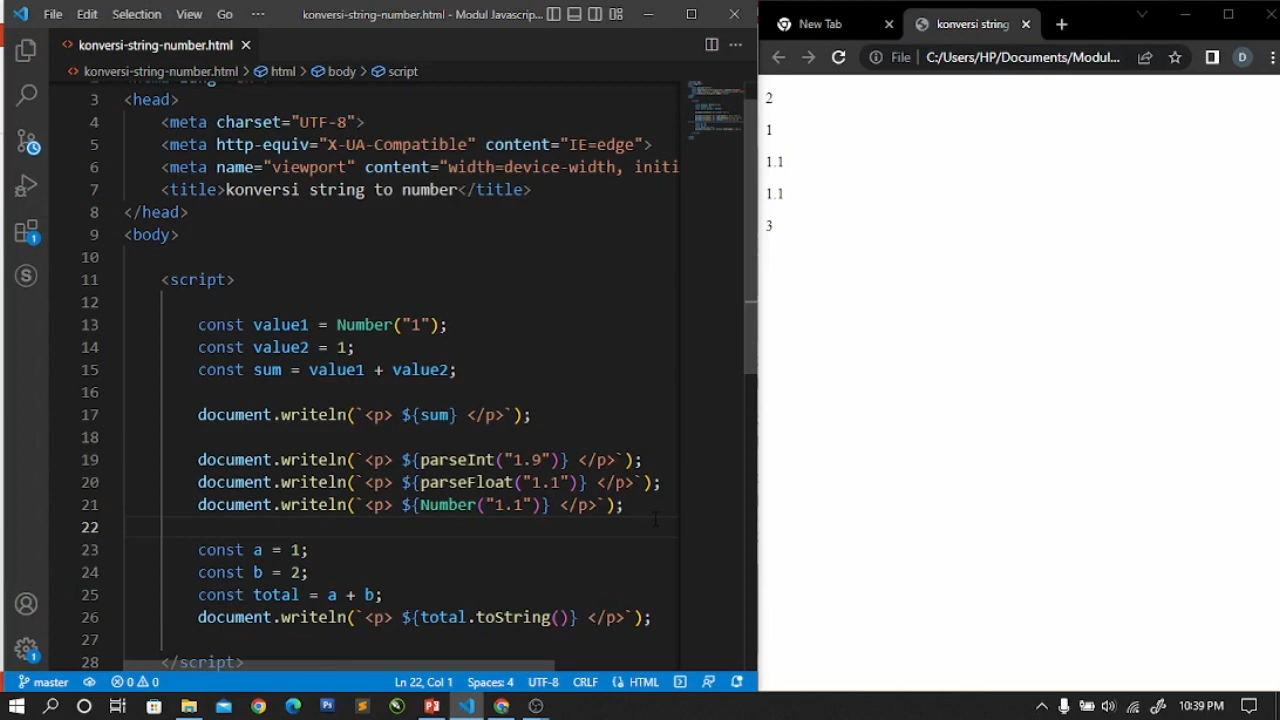 File Edit Selection View Go ··· konversi-string-number.html - Modul Javascrip...
konversi-string-number.html
konversi-string-number.html > html > body > script
3 <head>
4 <meta charset="UTF-8">
5 <meta http-equiv="X-UA-Compatible" content="IE=edge">
6 <meta name="viewport" content="width=device-width, initi
7 <title>konversi string to number</title>
8 </head>
9 <body>
10
11 <script>
12
13 const value1 = Number("1");
14 const value2 = 1;
15 const sum = value1 + value2;
16
17 document.writeln(`<p> ${sum} </p>`);
18
19 document.writeln(`<p> ${parseInt("1.9")} </p>`);
20 document.writeln(`<p> ${parseFloat("1.1")} </p>`);
21 document.writeln(`<p> ${Number("1.1")} </p>`);
22
23 const a = 1;
24 const b = 2;
25 const total = a + b;
26 document.writeln(`<p> ${total.toString()} </p>`);
27
28 </script>
1
1
master 0 0 Ln 22, Col 1 Spaces: 4 UTF-8 CRLF HTML
New Tab konversi string
File C:/Users/HP/Documents/Modul... D
2
1
1.1
1.1
3
Ps 10:39 PM